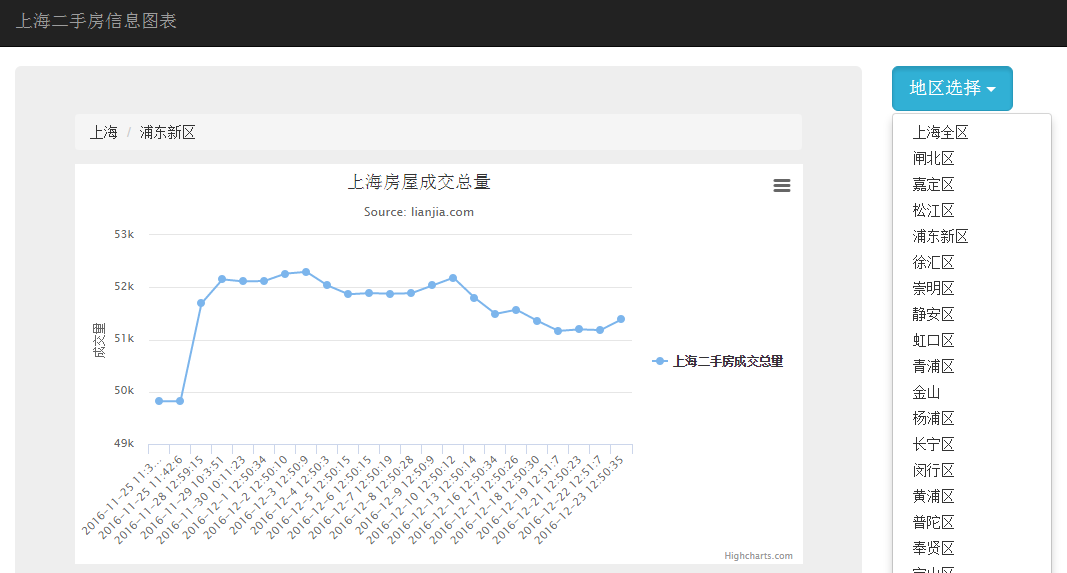 上海二手房信息图表
上海 / 浦东新区
上海房屋成交总量
Source: lianjia.com
53k
52k
51k
50k
49k
成交量
2016-11-25 11:3...
2016-11-25 11:42:6
2016-11-28 12:59:15
2016-11-29 10:3:51
2016-11-30 10:11:23
2016-12-1 12:50:34
2016-12-2 12:50:10
2016-12-3 12:50:9
2016-12-4 12:50:3
2016-12-5 12:50:15
2016-12-6 12:50:15
2016-12-7 12:50:19
2016-12-8 12:50:28
2016-12-9 12:50:9
2016-12-10 12:50:12
2016-12-13 12:50:14
2016-12-16 12:50:34
2016-12-17 12:50:26
2016-12-18 12:50:30
2016-12-19 12:51:7
2016-12-21 12:50:23
2016-12-22 12:51:7
2016-12-23 12:50:35
上海二手房成交总量
Highcharts.com
地区选择
上海全区
闸北区
嘉定区
松江区
浦东新区
徐汇区
崇明区
静安区
虹口区
青浦区
金山
杨浦区
长宁区
闵行区
黄浦区
普陀区
奉贤区
宝山区